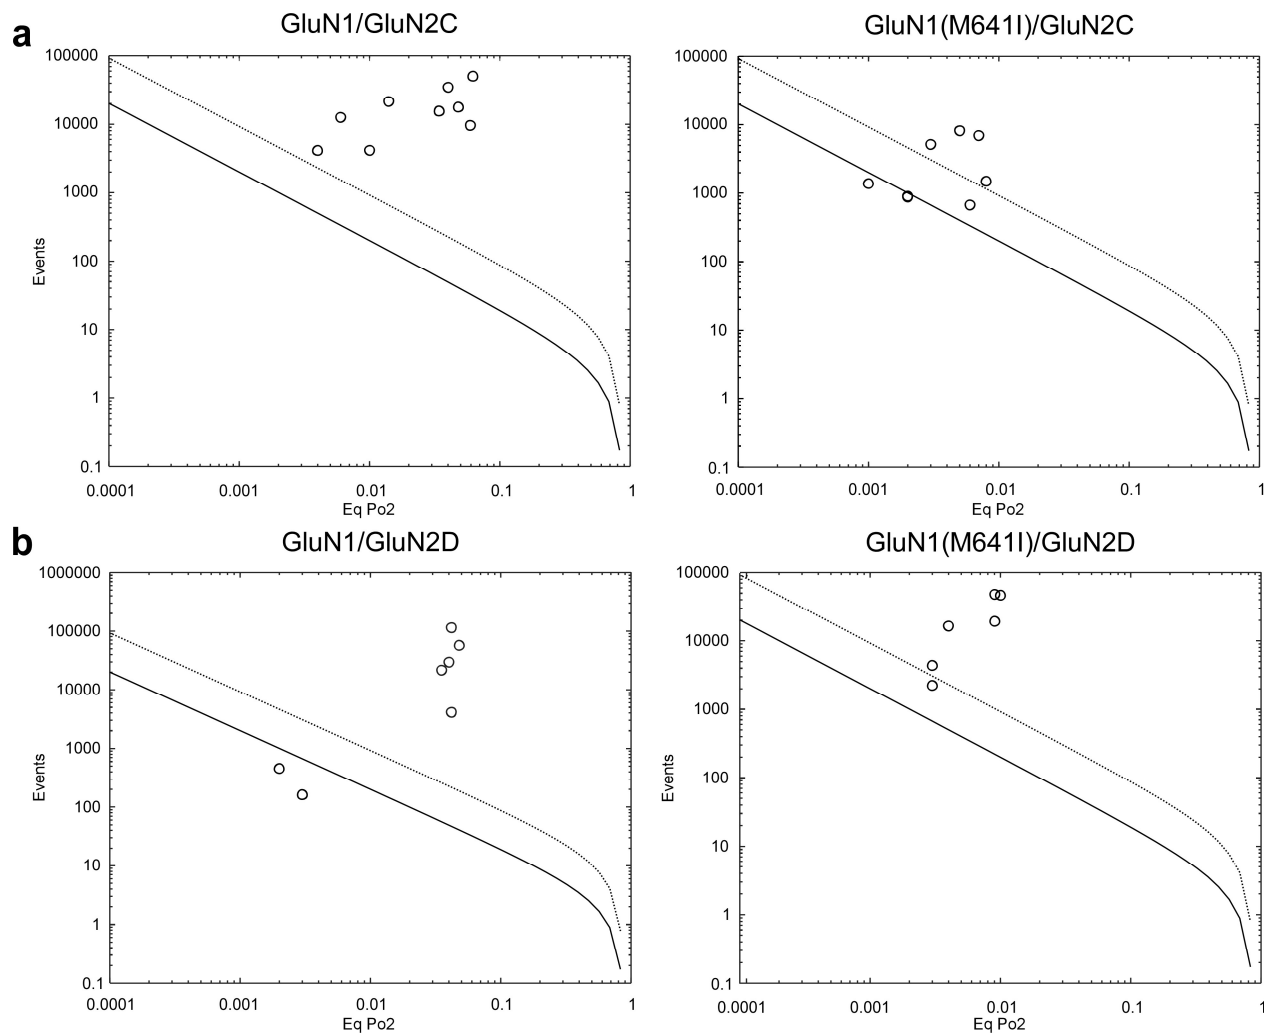 a
GluN1/GluN2C
100000
10000
1000
100
10
1
0.1
Events
0.0001 0.001 0.01 0.1 1
Eq Po2
GluN1(M641I)/GluN2C
100000
10000
1000
100
10
1
0.1
0.0001 0.001 0.01 0.1 1
Eq Po2
b
GluN1/GluN2D
1000000
100000
10000
1000
100
10
1
0.1
Events
0.0001 0.001 0.01 0.1 1
Eq Po2
GluN1(M641I)/GluN2D
100000
10000
1000
100
10
1
0.1
Events
0.0001 0.001 0.01 0.1 1
Eq Po2